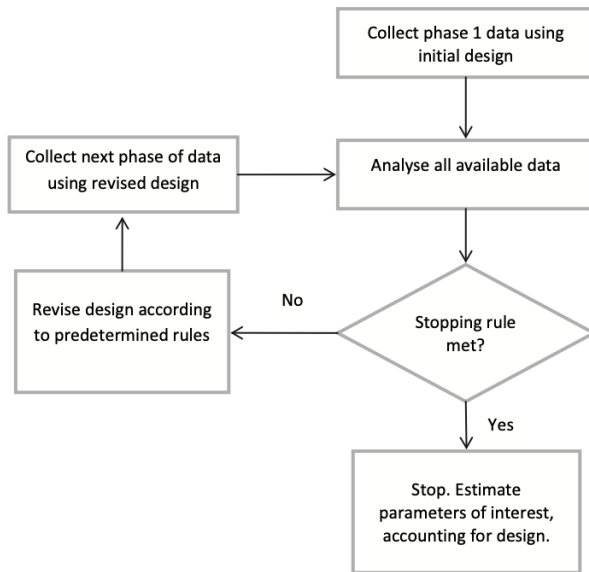 Collect phase 1 data using
initial design
Collect next phase of data
using revised design
Analyse all available data
Revise design according
to predetermined rules
No
Stopping rule
met?
Yes
Stop. Estimate
parameters of interest,
accounting for design.